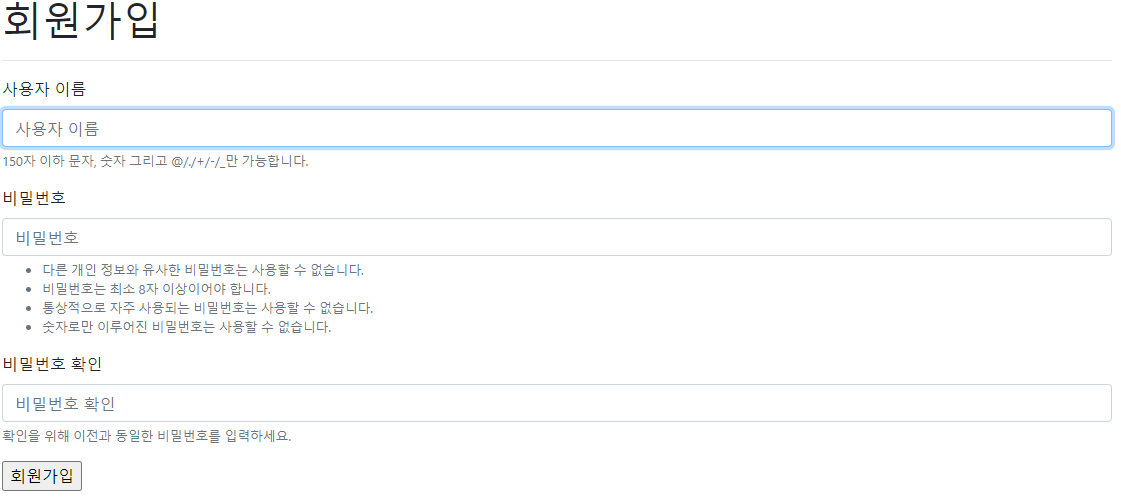 회원가입
사용자 이름
사용자 이름
150자 이하 문자, 숫자 그리고 @/./+/-/_만 가능합니다.
비밀번호
비밀번호
다른 개인 정보와 유사한 비밀번호는 사용할 수 없습니다.
비밀번호는 최소 8자 이상이어야 합니다.
통상적으로 자주 사용되는 비밀번호는 사용할 수 없습니다.
숫자로만 이루어진 비밀번호는 사용할 수 없습니다.
비밀번호 확인
비밀번호 확인
확인을 위해 이전과 동일한 비밀번호를 입력하세요.
회원가입